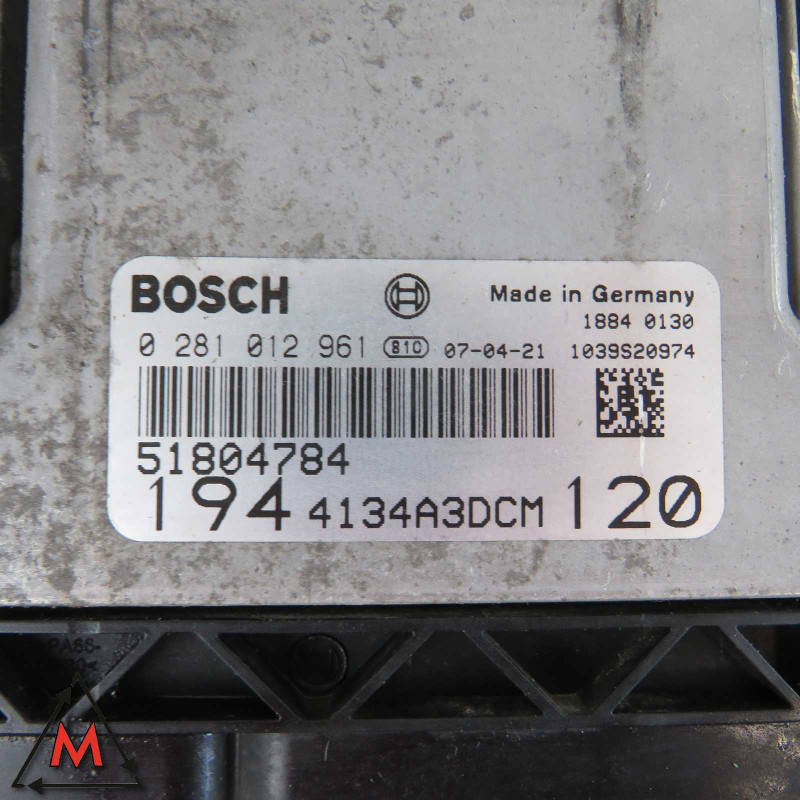 BOSCH Made in Germany
1884 0130
0 281 012 961 810 07-04-21 1039S20974
51804784
194 4134A3DCM 120
M